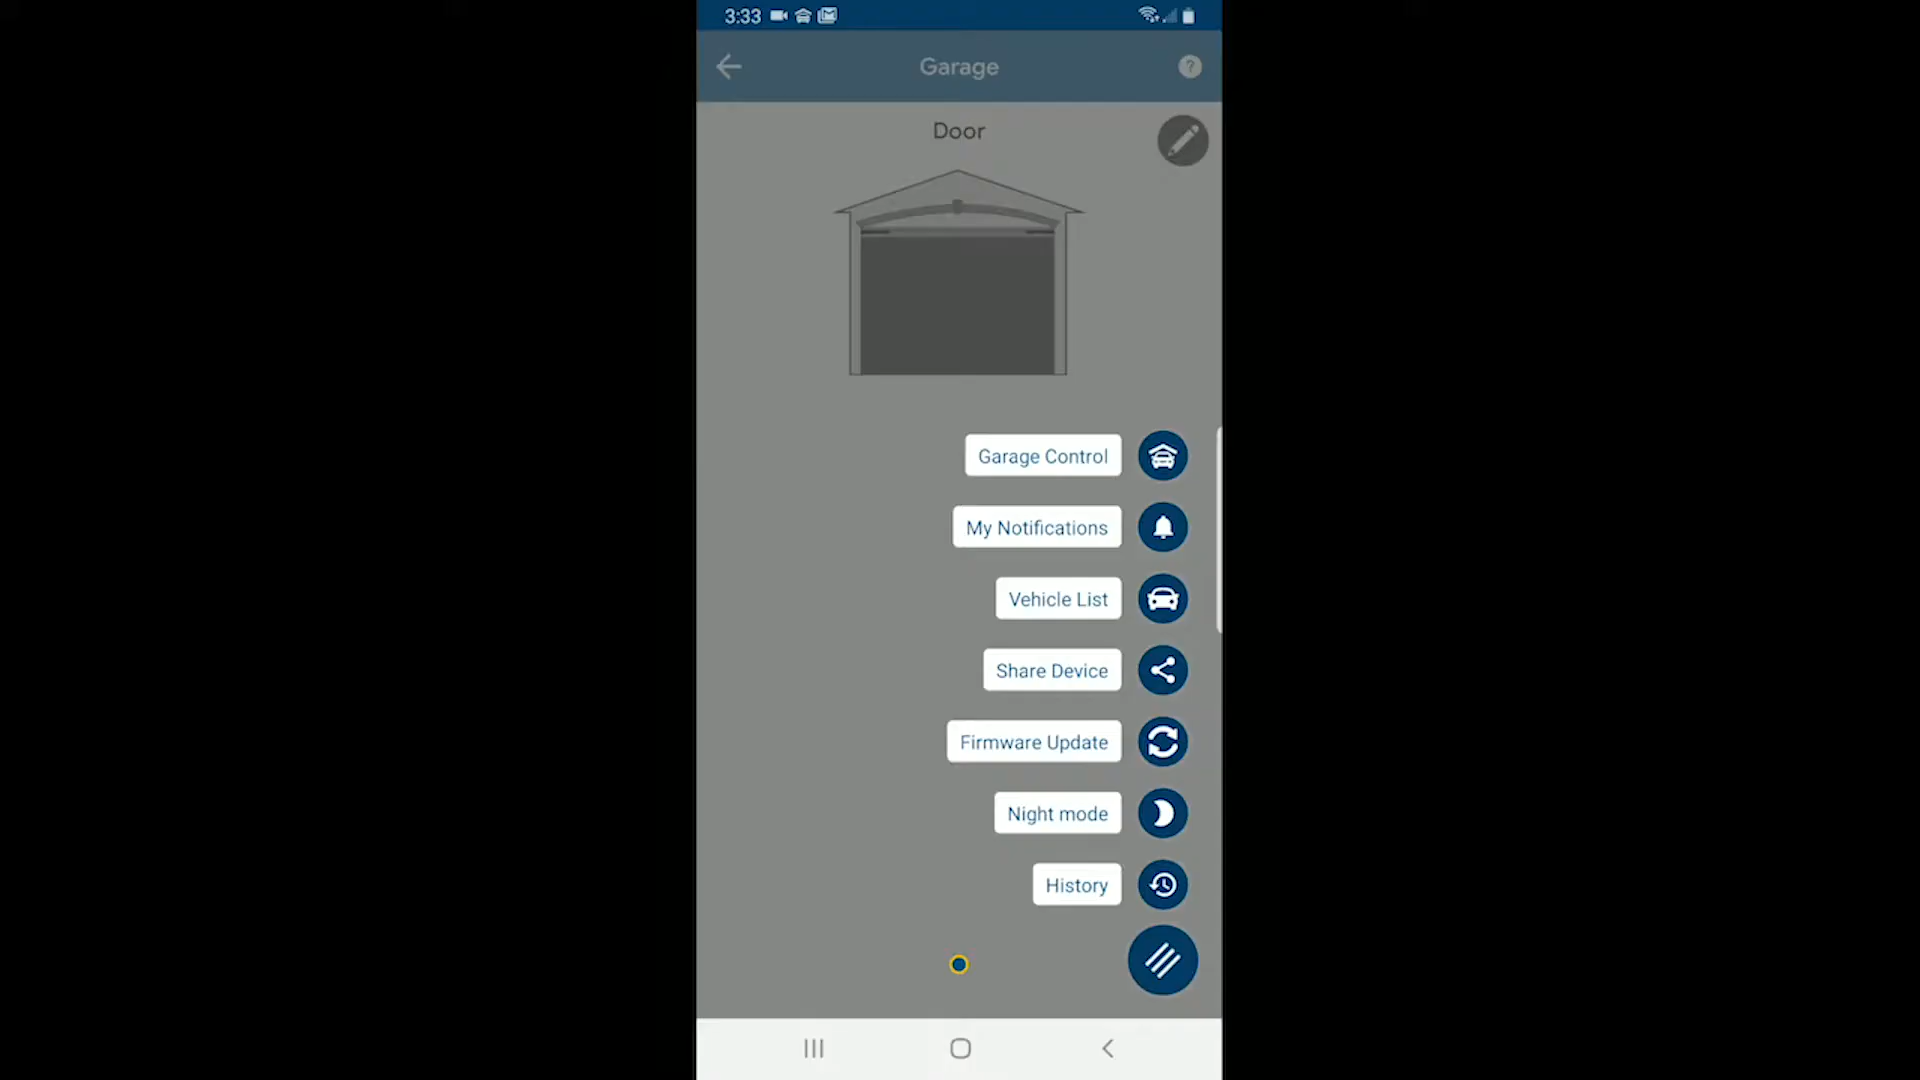 3:33
Garage
?
Door
Garage Control
My Notifications
Vehicle List
Share Device
Firmware Update
Night mode
History